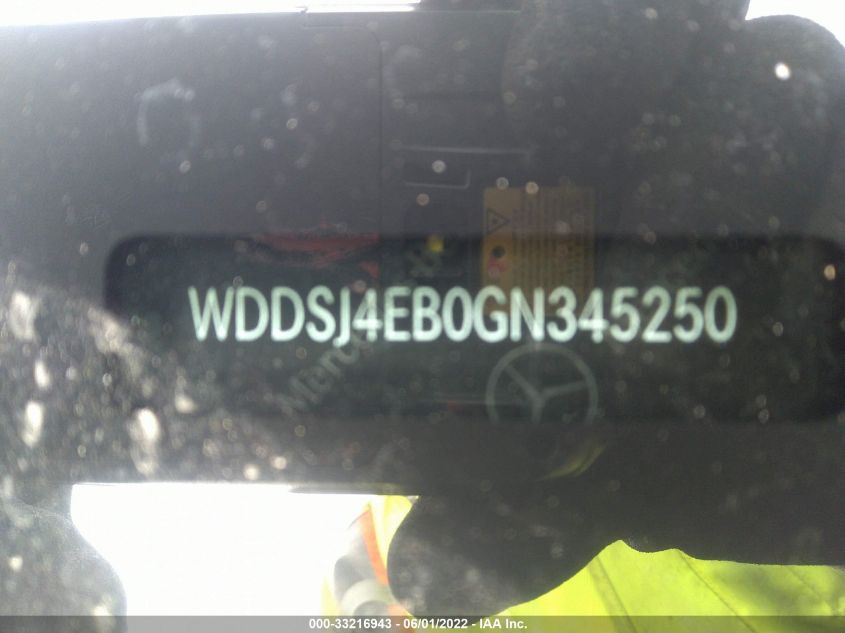 WDDSJ4EB0GN345250
000-33216943 - 06/01/2022 - IAA Inc.